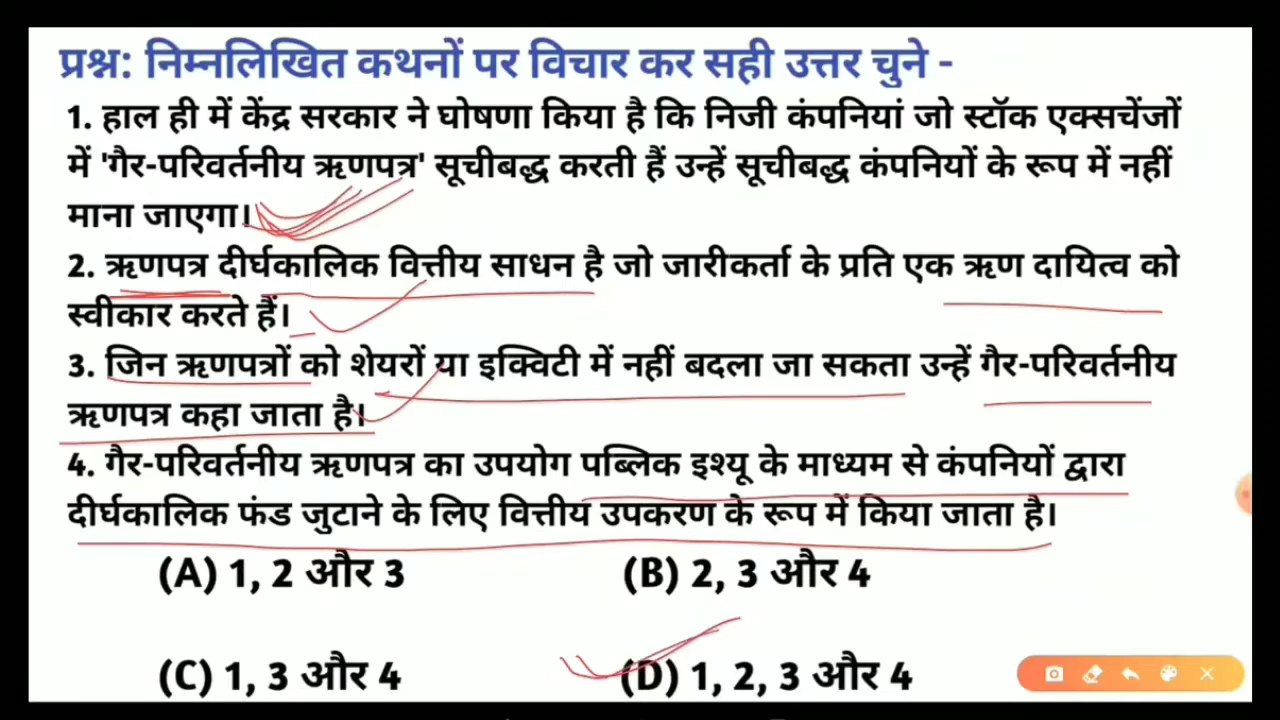 प्रश्न: निम्नलिखित कथनों पर विचार कर सही उत्तर चुने -
1. हाल ही में केंद्र सरकार ने घोषणा किया है कि निजी कंपनियां जो स्टॉक एक्सचेंजों
में 'गैर-परिवर्तनीय ऋणपत्र' सूचीबद्ध करती हैं उन्हें सूचीबद्ध कंपनियों के रूप में नहीं
माना जाएगा।
2. ऋणपत्र दीर्घकालिक वित्तीय साधन है जो जारीकर्ता के प्रति एक ऋण दायित्व को
स्वीकार करते हैं।
3. जिन ऋणपत्रों को शेयरों या इक्विटी में नहीं बदला जा सकता उन्हें गैर-परिवर्तनीय
ऋणपत्र कहा जाता है।
4. गैर-परिवर्तनीय ऋणपत्र का उपयोग पब्लिक इश्यू के माध्यम से कंपनियों द्वारा
दीर्घकालिक फंड जुटाने के लिए वित्तीय उपकरण के रूप में किया जाता है।
(A) 1, 2 और 3 (B) 2, 3 और 4
(C) 1, 3 और 4 (D) 1, 2, 3 और 4